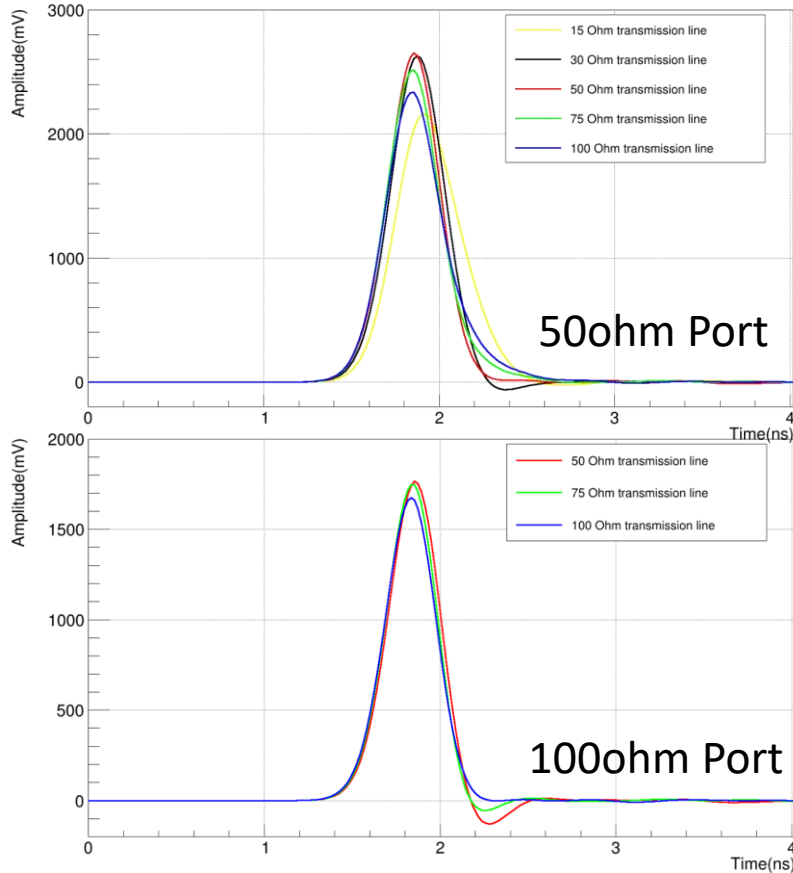 Amplitude(mV)
3000
2000
1000
0
15 Ohm transmission line
30 Ohm transmission line
50 Ohm transmission line
75 Ohm transmission line
100 Ohm transmission line
50ohm Port
0
1
2
3
4
Time(ns)
Amplitude(mV)
2000
1500
1000
500
0
50 Ohm transmission line
75 Ohm transmission line
100 Ohm transmission line
100ohm Port
0
1
2
3
4
Time(ns)